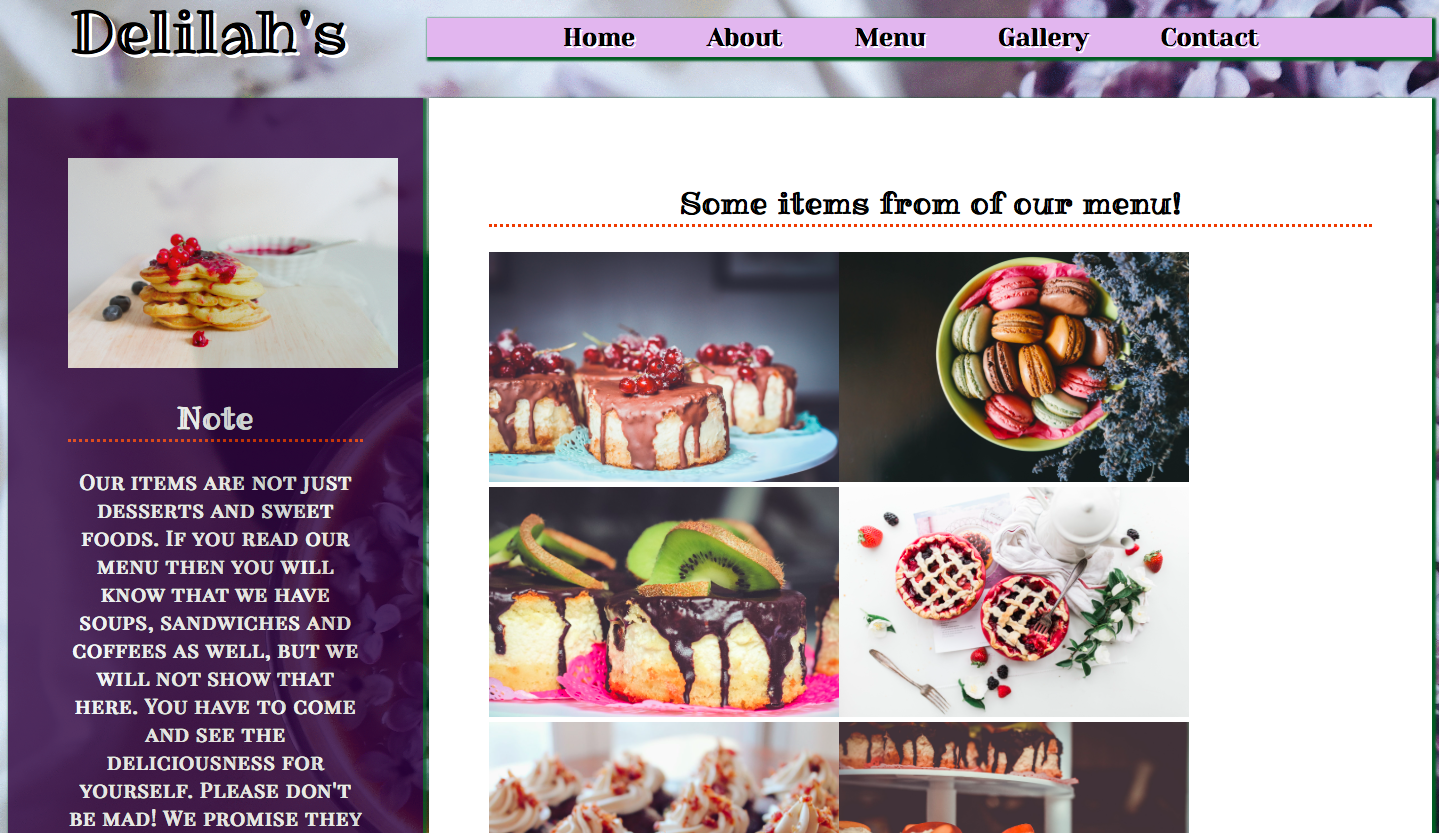 Delilah's
Home About Menu Gallery Contact
Note
Our items are not just
desserts and sweet
foods. If you read our
menu then you will
know that we have
soups, sandwiches and
coffees as well, but we
will not show that
here. You have to come
and see the
deliciousness for
yourself. Please don't
be mad! We promise they
Some items from of our menu!